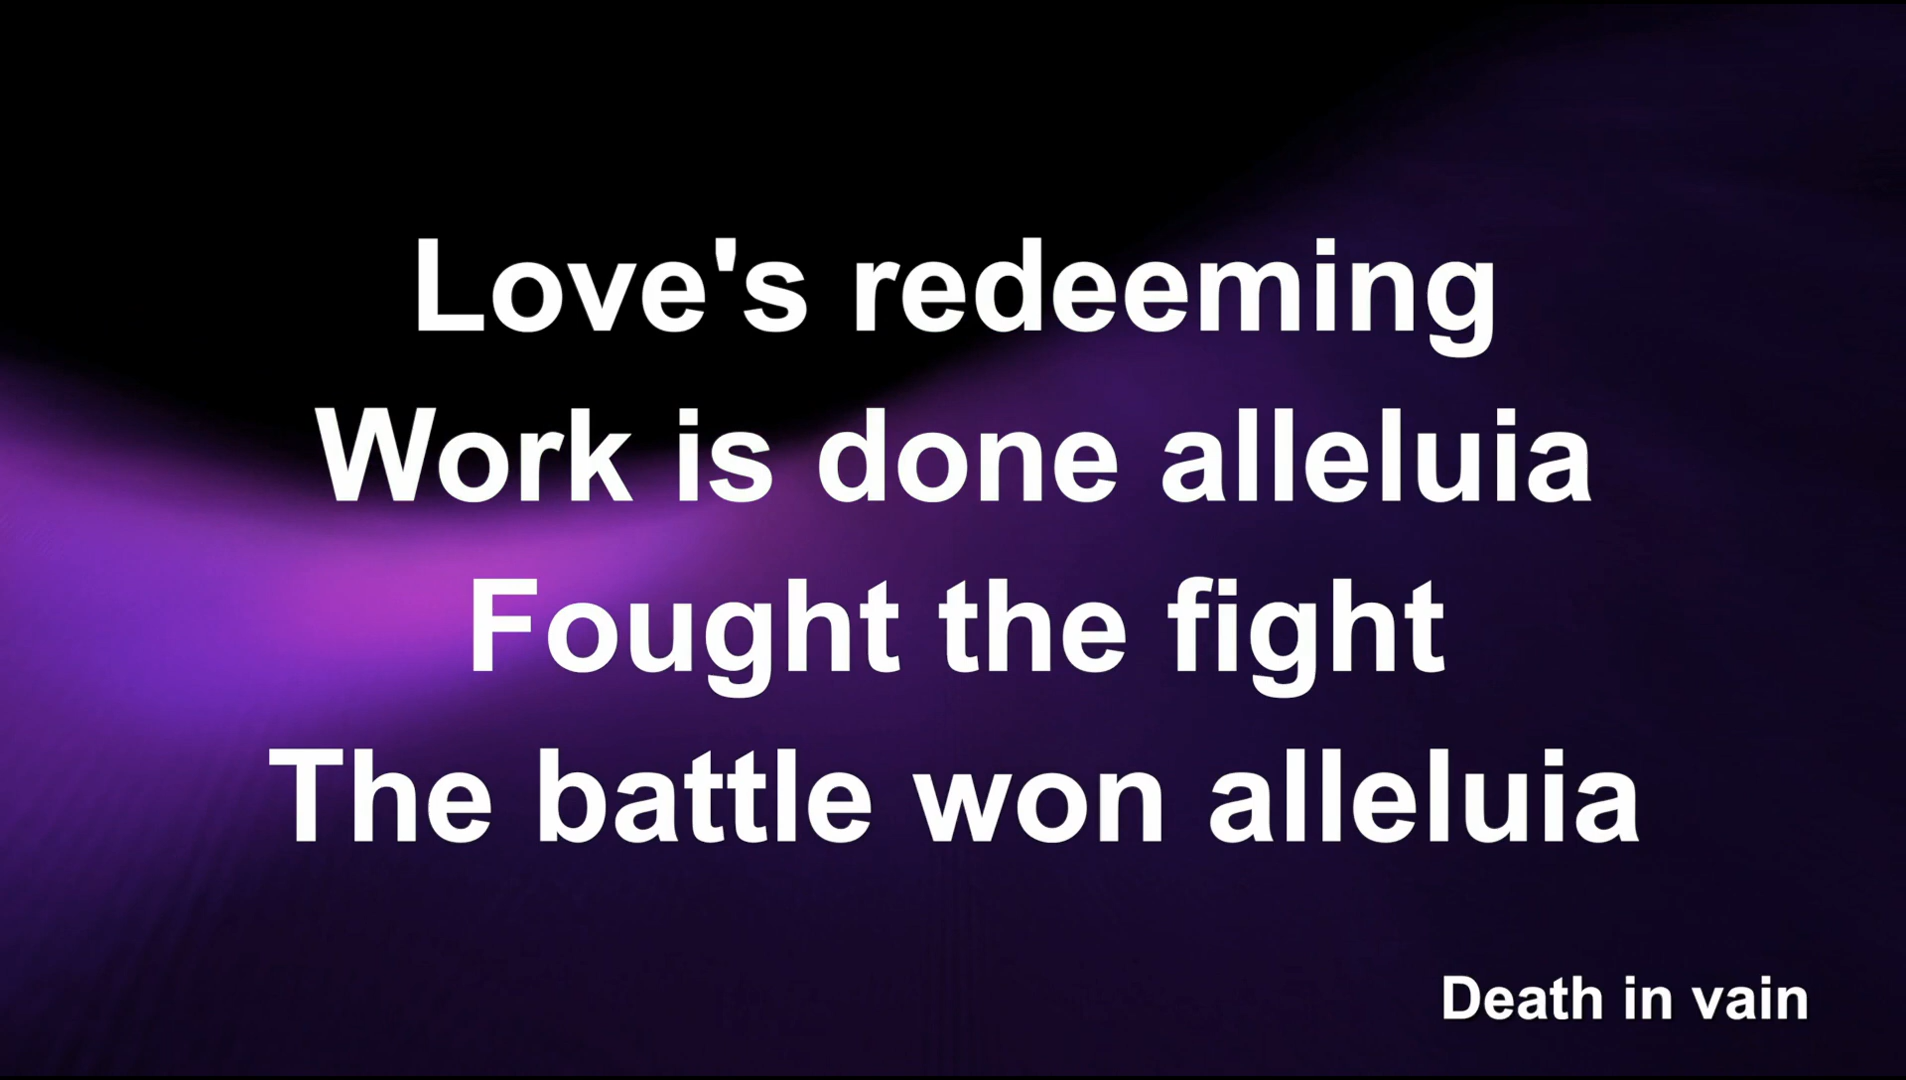 Love's redeeming
Work is done alleluia
Fought the fight
The battle won alleluia
Death in vain